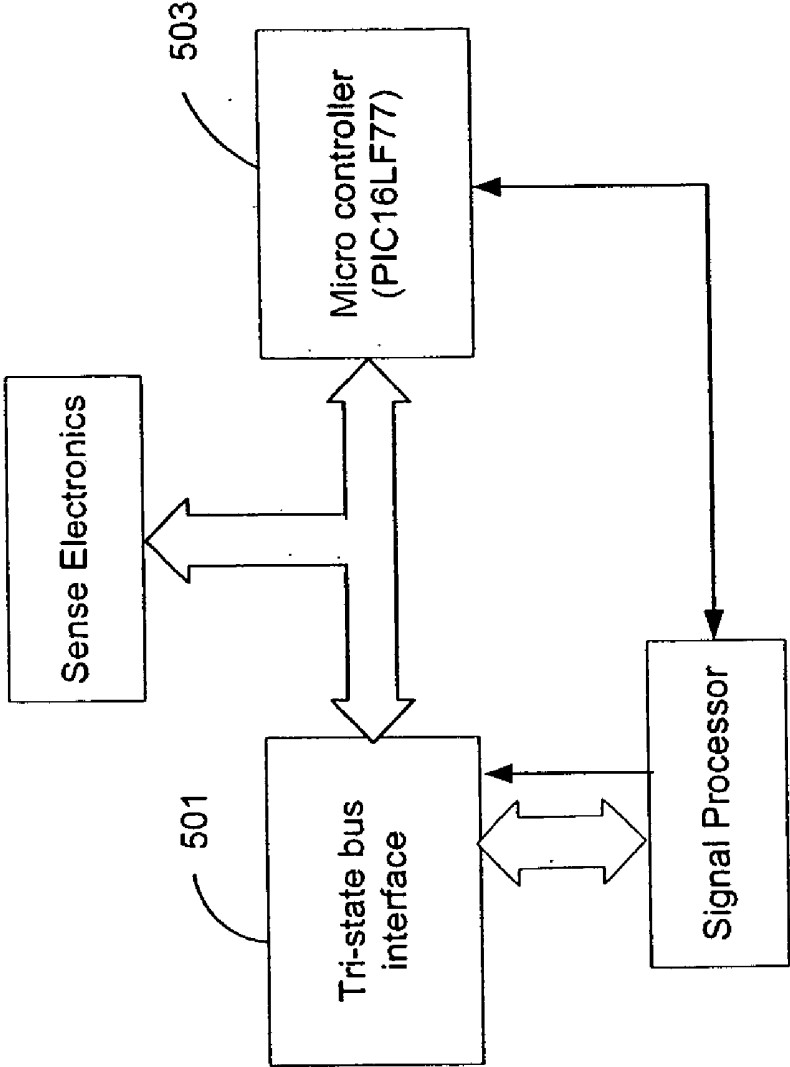 501
Tri-state bus
interface
Signal Processor
Sense Electronics
503
Micro controller
(PIC16LF77)